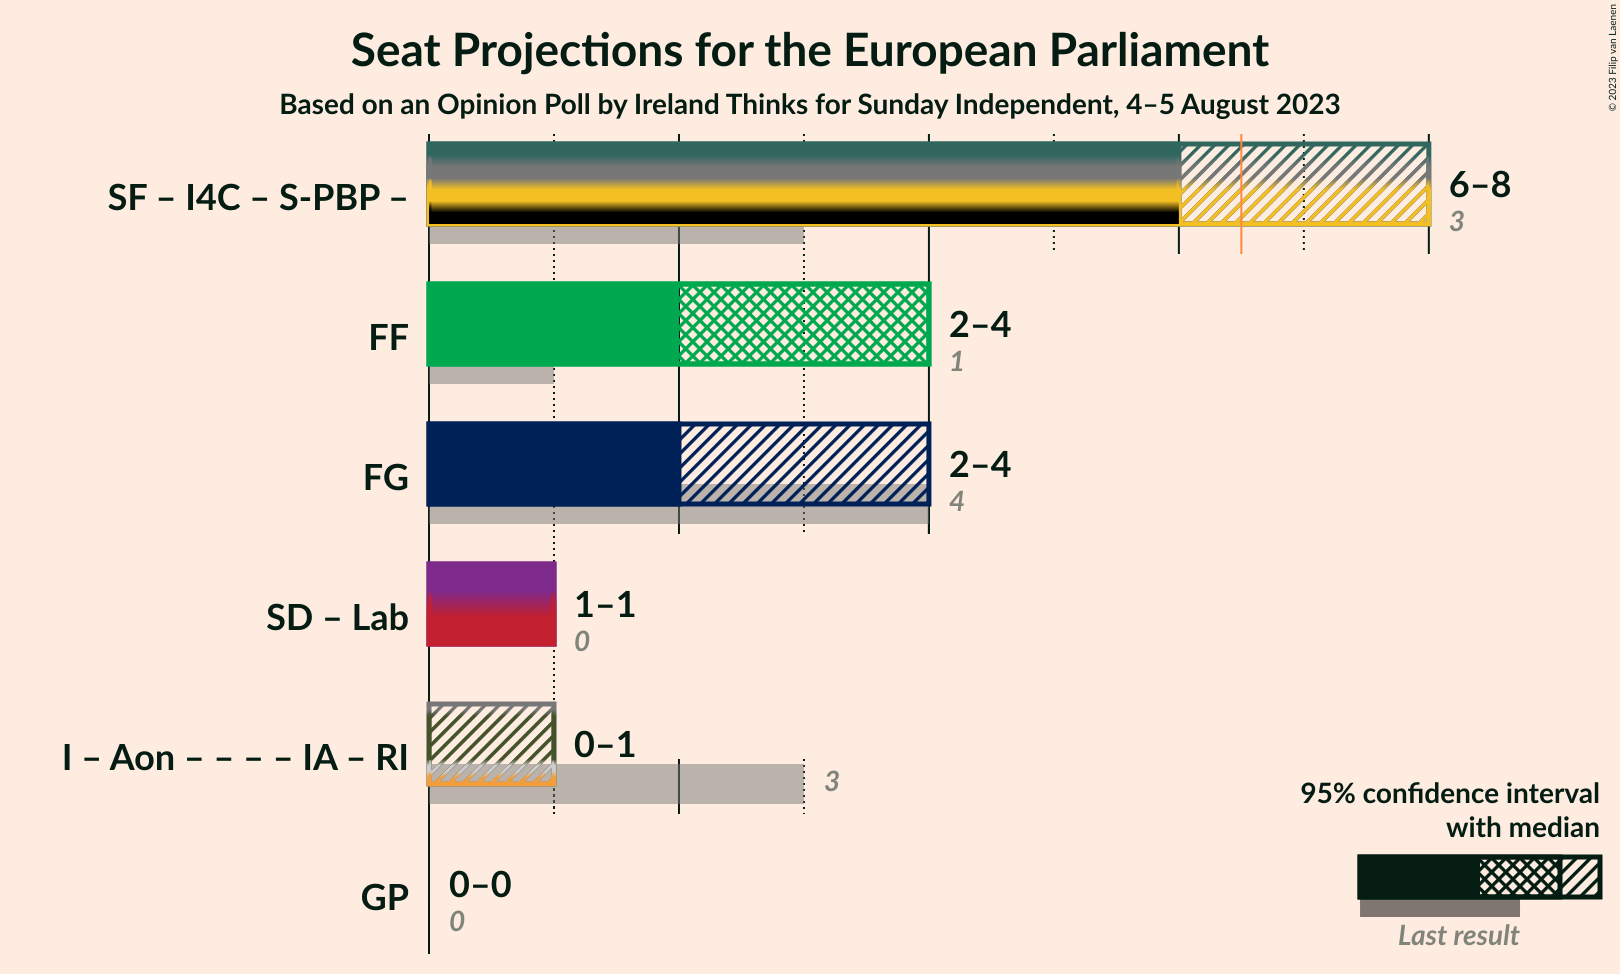 Seat Projections for the European Parliament
Based on an Opinion Poll by Ireland Thinks for Sunday Independent, 4–5 August 2023
© 2023 Filip van Laenen
SF – I4C – S-PBP –
6–8
3
FF
2–4
1
FG
2–4
4
SD – Lab
1–1
0
I – Aon – – – – IA – RI
0–1
3
GP
0–0
0
95% confidence interval
with median
Last result